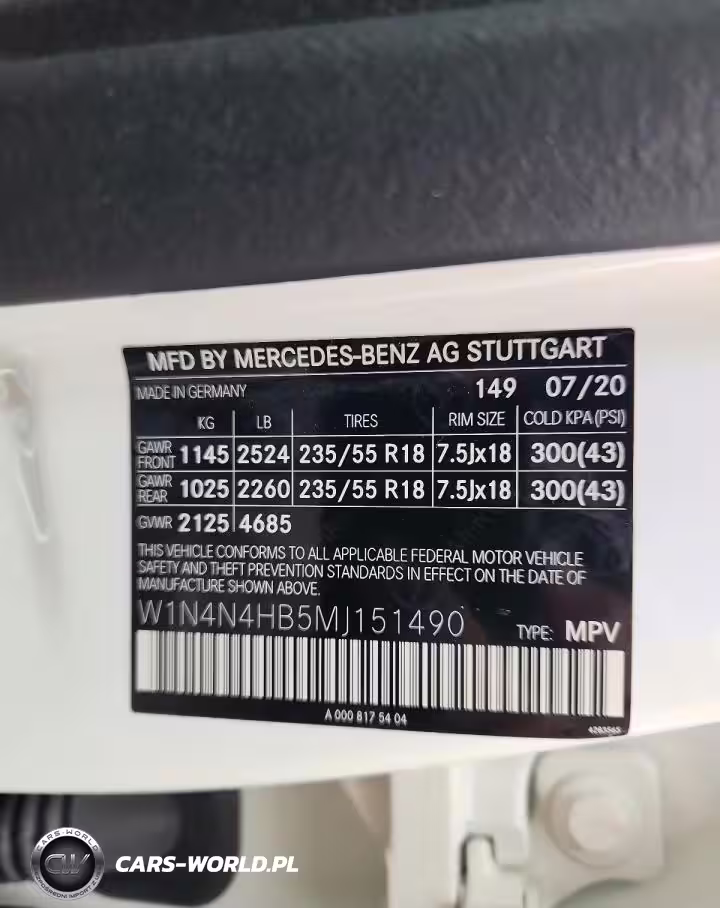 MFD BY MERCEDES-BENZ AG STUTTGART
MADE IN GERMANY 149 07/20
KG LB TIRES RIM SIZE COLD KPA(PSI)
GAWR FRONT 1145 2524 235/55 R18 7.5Jx18 300(43)
GAWR REAR 1025 2260 235/55 R18 7.5Jx18 300(43)
GVWR 2125 4685
THIS VEHICLE CONFORMS TO ALL APPLICABLE FEDERAL MOTOR VEHICLE
SAFETY AND THEFT PREVENTION STANDARDS IN EFFECT ON THE DATE OF
MANUFACTURE SHOWN ABOVE.
W1N4N4HB5MJ151490 TYPE: MPV
A 000 817 54 04
4283565
CARS-WORLD
CW
CARS-WORLD.PL